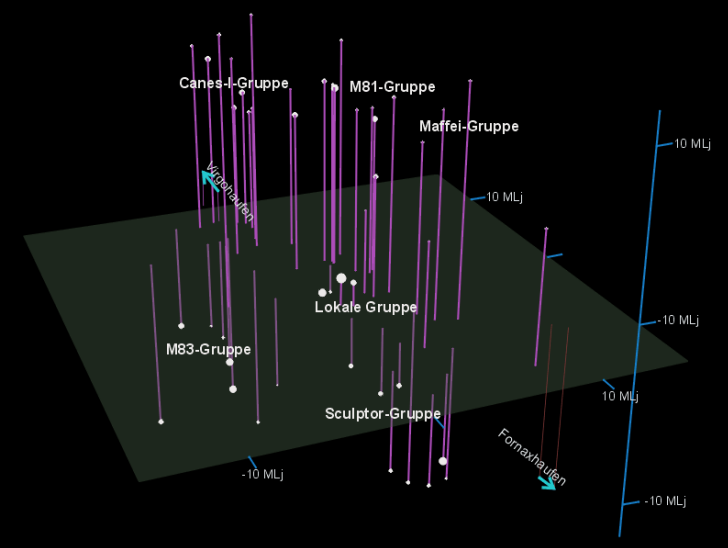 Canes-I-Gruppe
M81-Gruppe
Maffei-Gruppe
10 MLj
Virgohaufen
10 MLj
Lokale Gruppe
-10 MLj
M83-Gruppe
10 MLj
Sculptor-Gruppe
Fornaxhaufen
-10 MLj
-10 MLj